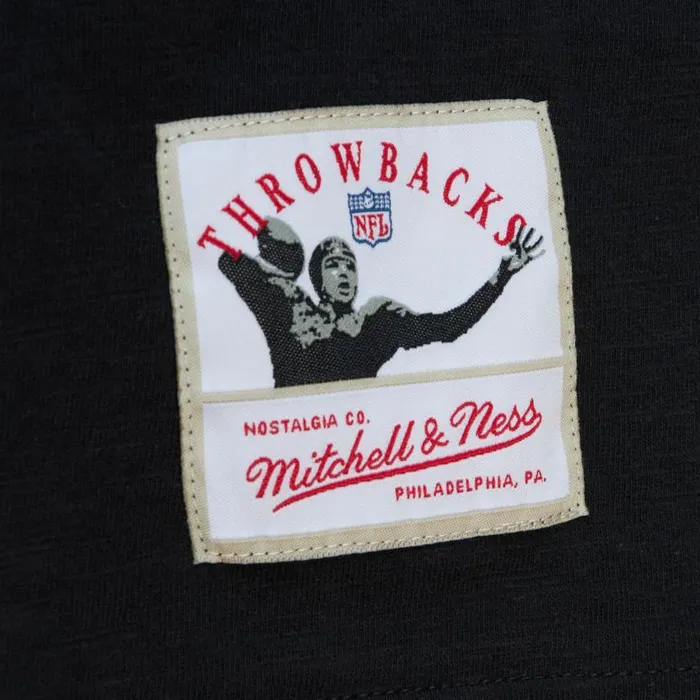 THROWBACKS
NFL
NOSTALGIA CO.
Mitchell & Ness
PHILADELPHIA, PA.